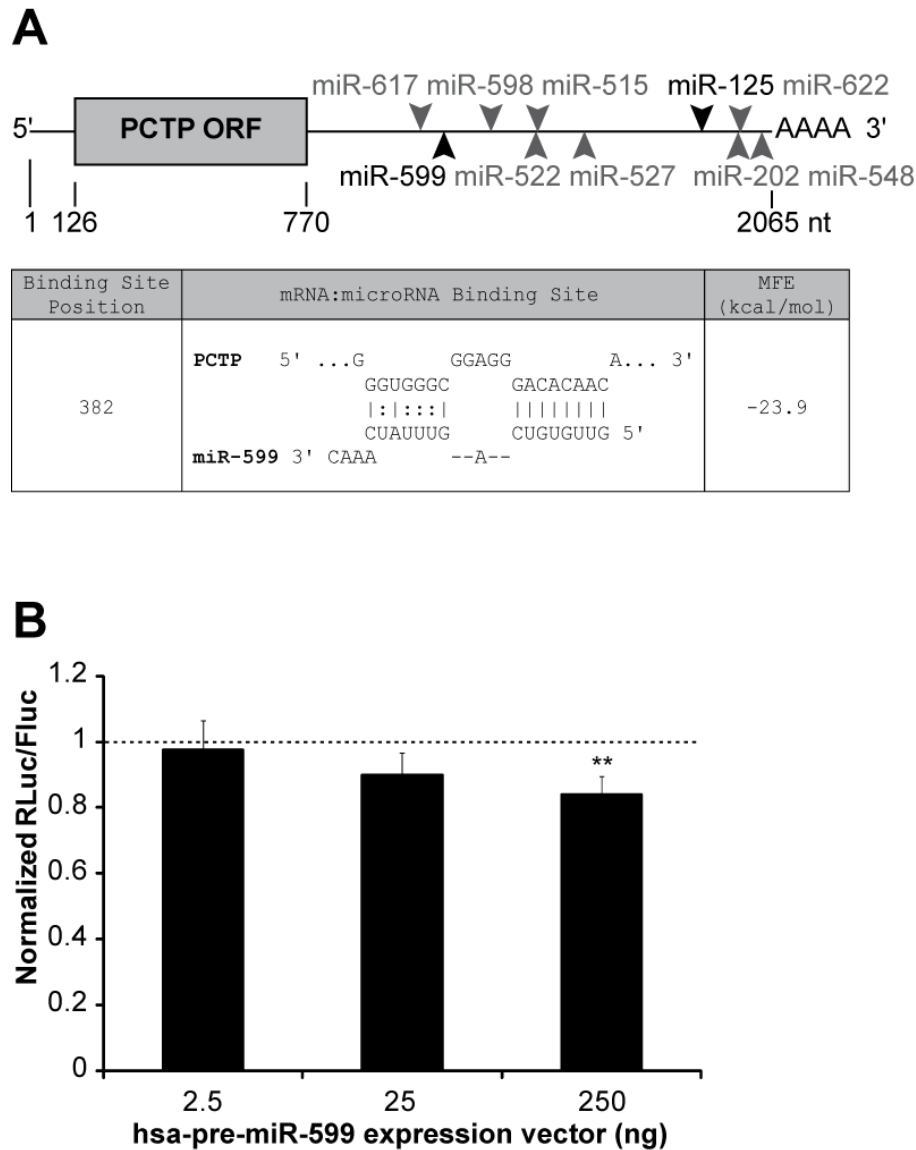 A
miR-617 miR-598 miR-515 miR-125 miR-622
5' PCTP ORF AAAA 3'
miR-599 miR-522 miR-527 miR-202 miR-548
1 126 770 2065 nt
Binding Site Position mRNA:microRNA Binding Site MFE (kcal/mol)
PCTP 5' ...G GGAGG A... 3'
GGUGGGC GACACAAC
382 |:|:::| |||||||| -23.9
CUAUUUG CUGUGUUG 5'
miR-599 3' CAAA --A--
B
Normalized RLuc/Fluc
1.2
1
**
0.8
0.6
0.4
0.2
0
2.5 25 250
hsa-pre-miR-599 expression vector (ng)